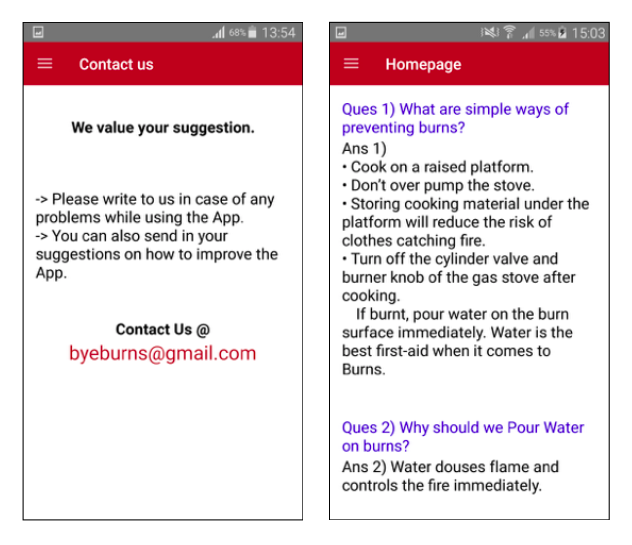 68% 13:54
Contact us
We value your suggestion.
-> Please write to us in case of any
problems while using the App.
-> You can also send in your
suggestions on how to improve the
App.
Contact Us @
byeburns@gmail.com
55% 15:03
Homepage
Ques 1) What are simple ways of
preventing burns?
Ans 1)
• Cook on a raised platform.
• Don't over pump the stove.
• Storing cooking material under the
platform will reduce the risk of
clothes catching fire.
• Turn off the cylinder valve and
burner knob of the gas stove after
cooking.
If burnt, pour water on the burn
surface immediately. Water is the
best first-aid when it comes to
Burns.
Ques 2) Why should we Pour Water
on burns?
Ans 2) Water douses flame and
controls the fire immediately.